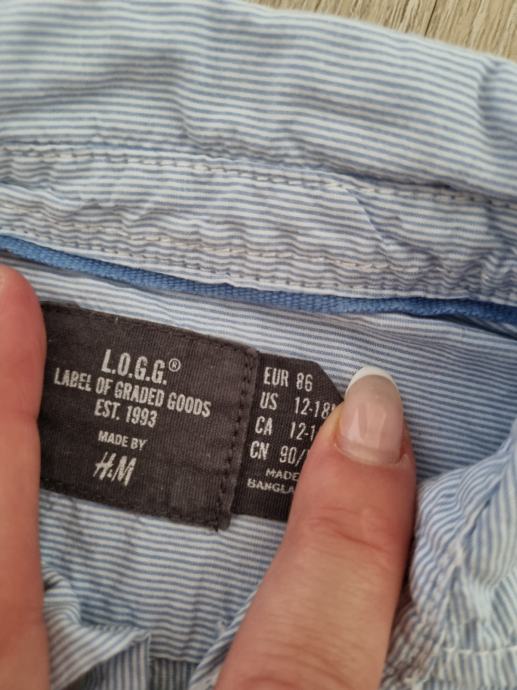 L.O.G.G.®
LABEL OF GRADED GOODS
EST. 1993
MADE BY
H&M
EUR 86
US 12-18
CA 12-1
CN 90/
MADE
BANGLA